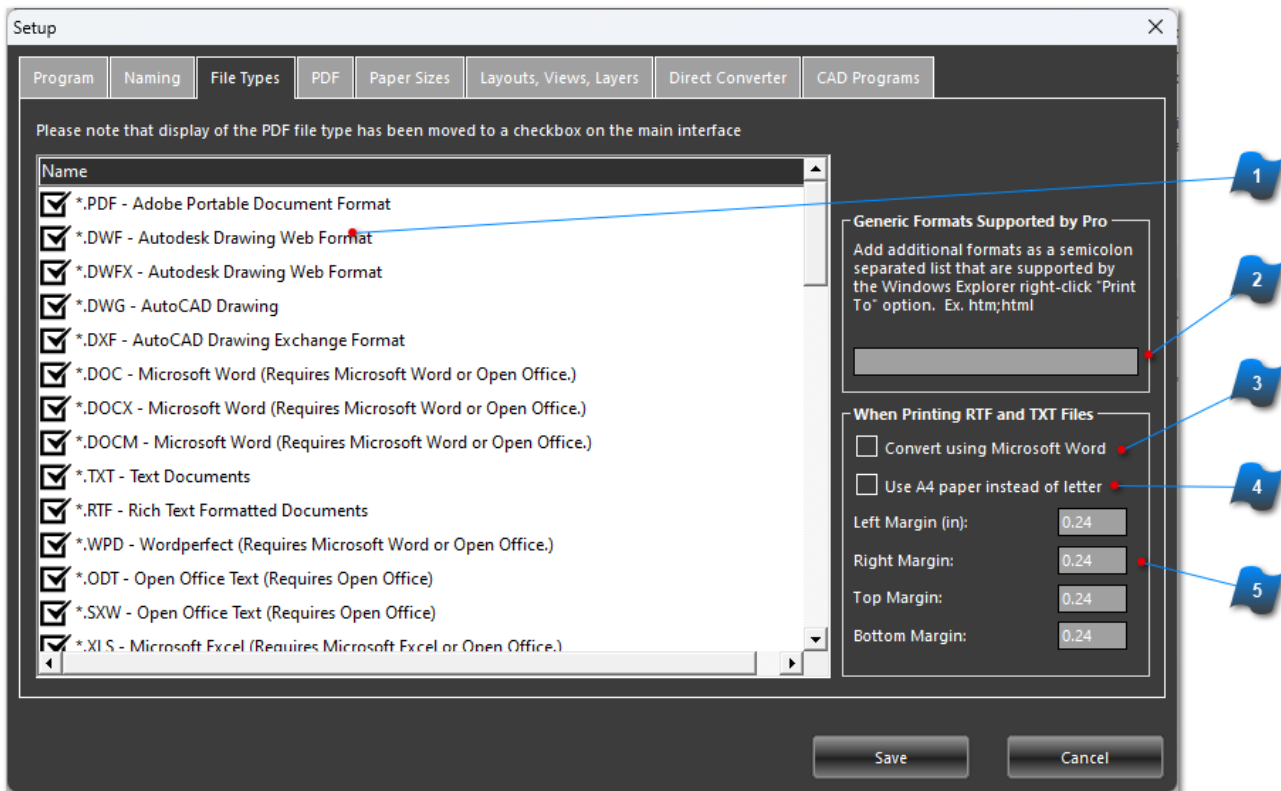 Setup
Program
Naming
File Types
PDF
Paper Sizes
Layouts, Views, Layers
Direct Converter
CAD Programs
Please note that display of the PDF file type has been moved to a checkbox on the main interface
Name
*.PDF - Adobe Portable Document Format
*.DWF - Autodesk Drawing Web Format
*.DWFX - Autodesk Drawing Web Format
*.DWG - AutoCAD Drawing
*.DXF - AutoCAD Drawing Exchange Format
*.DOC - Microsoft Word (Requires Microsoft Word or Open Office.)
*.DOCX - Microsoft Word (Requires Microsoft Word or Open Office.)
*.DOCM - Microsoft Word (Requires Microsoft Word or Open Office.)
*.TXT - Text Documents
*.RTF - Rich Text Formatted Documents
*.WPD - Wordperfect (Requires Microsoft Word or Open Office.)
*.ODT - Open Office Text (Requires Open Office)
*.SXW - Open Office Text (Requires Open Office)
*.XLS - Microsoft Excel (Requires Microsoft Excel or Open Office.)
Generic Formats Supported by Pro
Add additional formats as a semicolon
separated list that are supported by
the Windows Explorer right-click "Print
To" option.  Ex. htm;html
When Printing RTF and TXT Files
Convert using Microsoft Word
Use A4 paper instead of letter
Left Margin (in): 0.24
Right Margin: 0.24
Top Margin: 0.24
Bottom Margin: 0.24
Save
Cancel
1
2
3
4
5